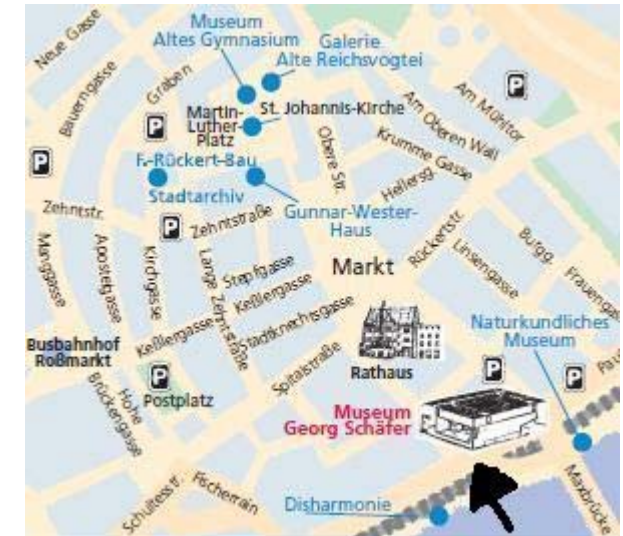 Museum
Altes Gymnasium
Galerie
Alte Reichsvogtei
Neue Gasse
Bauerngasse
Graben
P
Martin-
Luther-
Platz
St. Johannis-Kirche
Am Mühltor
Am Oberen Wall
P
P
Krumme Gasse
Obere Str.
F.-Rückert-Bau
Stadtarchiv
Gunnar-Wester-
Haus
Hellersg.
Zehntstr.
P
Zehntstraße
Rückertstr.
Burgg.
Frauengas
Linsengasse
Manggasse
Apostelgasse
Kirchgasse
Lange Zehntstraße
Stepfgasse
Keßlergasse
Markt
Stadtknechtsgasse
Keßlergasse
Naturkundliches
Museum
Busbahnhof
Roßmarkt
Spitalstraße
Rathaus
P
P
P
Postplatz
Hohe
Brückengasse
Museum
Georg Schäfer
Pau
Schultesstr.
Fischerrain
Disharmonie
Maxbrücke